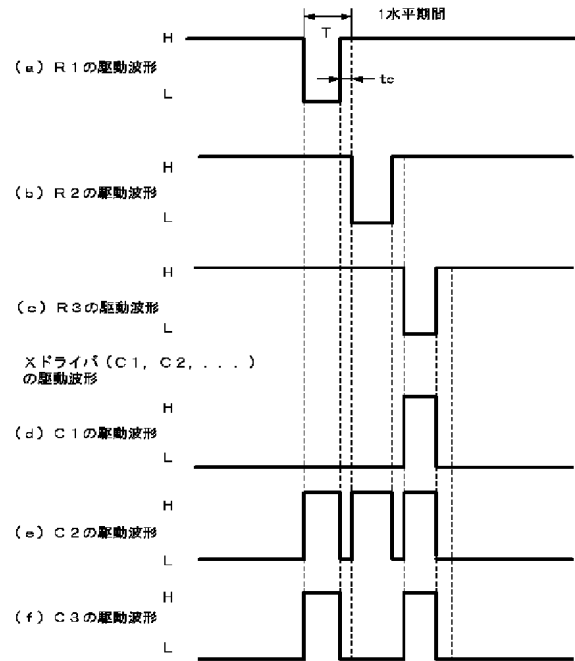 1水平期間
T
H
(a) R1の駆動波形
tc
L
H
(b) R2の駆動波形
L
H
(c) R3の駆動波形
L
Xドライバ(C1, C2, . . . )
の駆動波形
H
(d) C1の駆動波形
L
H
(e) C2の駆動波形
L
H
(f) C3の駆動波形
L